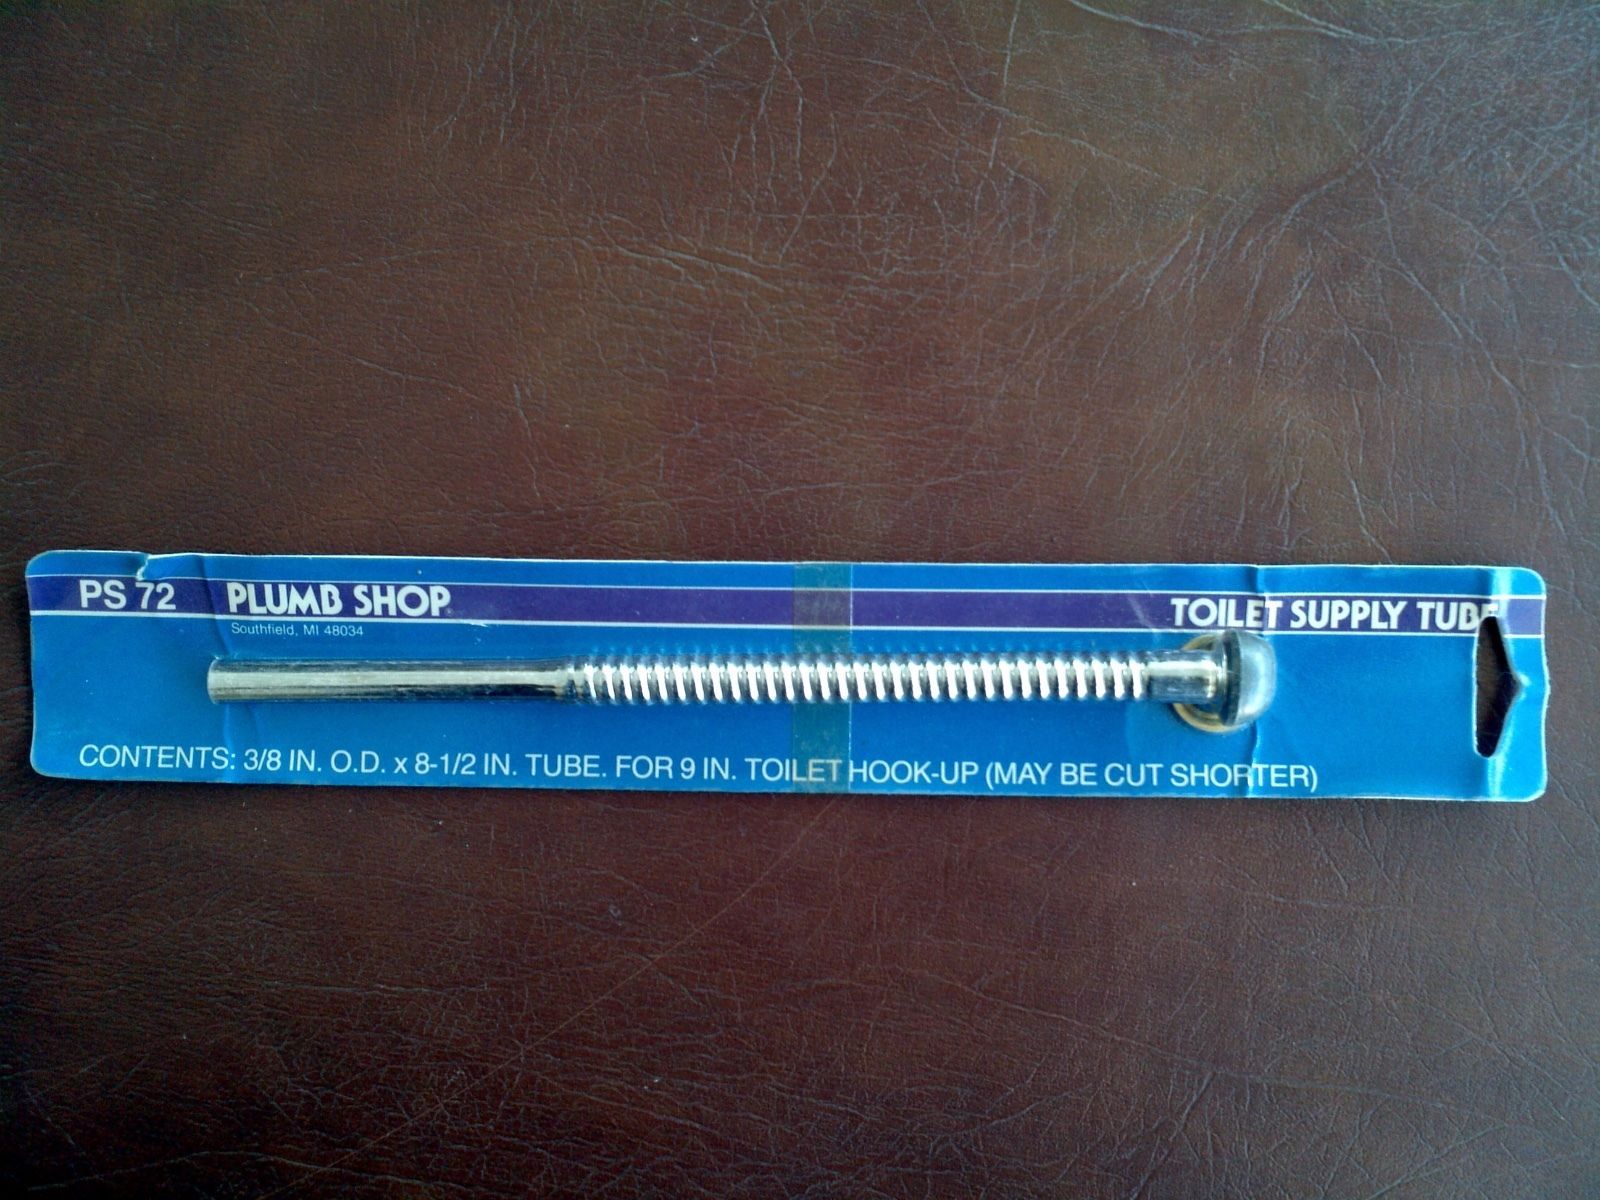 PS 72 PLUMB SHOP TOILET SUPPLY TUBE
Southfield, MI 48034
CONTENTS: 3/8 IN. O.D. x 8-1/2 IN. TUBE. FOR 9 IN. TOILET HOOK-UP (MAY BE CUT SHORTER)